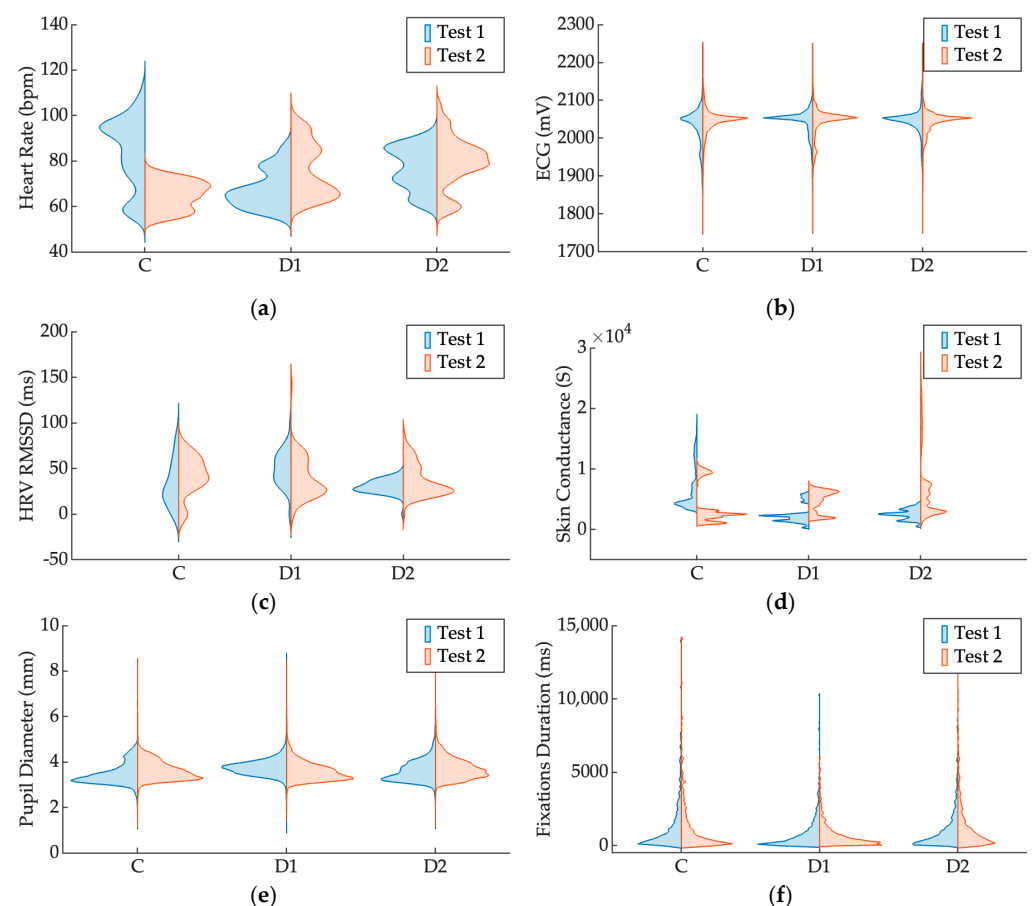 140
120
100
80
60
40
Heart Rate (bpm)
Test 1
Test 2
C
D1
D2
(a)
2300
2200
2100
2000
1900
1800
1700
ECG (mV)
Test 1
Test 2
C
D1
D2
(b)
200
150
100
50
0
-50
HRV RMSSD (ms)
Test 1
Test 2
C
D1
D2
(c)
×10⁴
3
2
1
0
Skin Conductance (S)
Test 1
Test 2
C
D1
D2
(d)
10
8
6
4
2
0
Pupil Diameter (mm)
Test 1
Test 2
C
D1
D2
(e)
15,000
10,000
5000
0
Fixations Duration (ms)
Test 1
Test 2
C
D1
D2
(f)